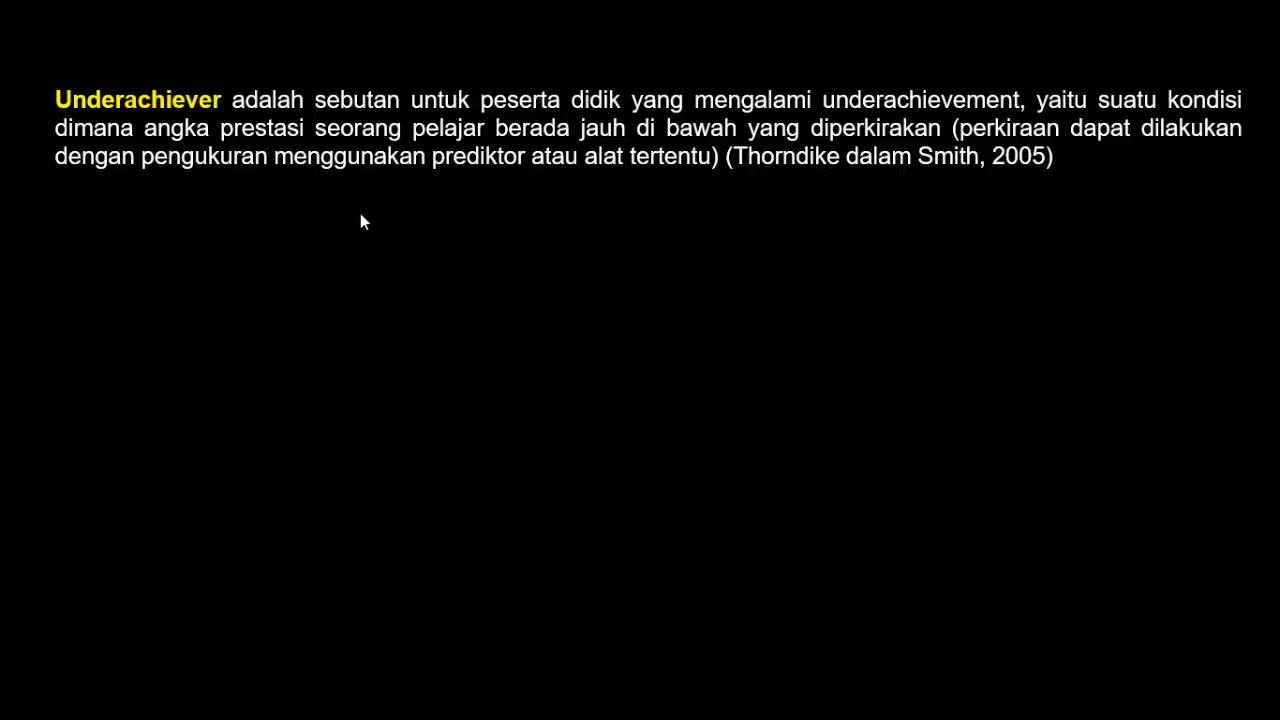 Underachiever adalah sebutan untuk peserta didik yang mengalami underachievement, yaitu suatu kondisi
dimana angka prestasi seorang pelajar berada jauh di bawah yang diperkirakan (perkiraan dapat dilakukan
dengan pengukuran menggunakan prediktor atau alat tertentu) (Thorndike dalam Smith, 2005)